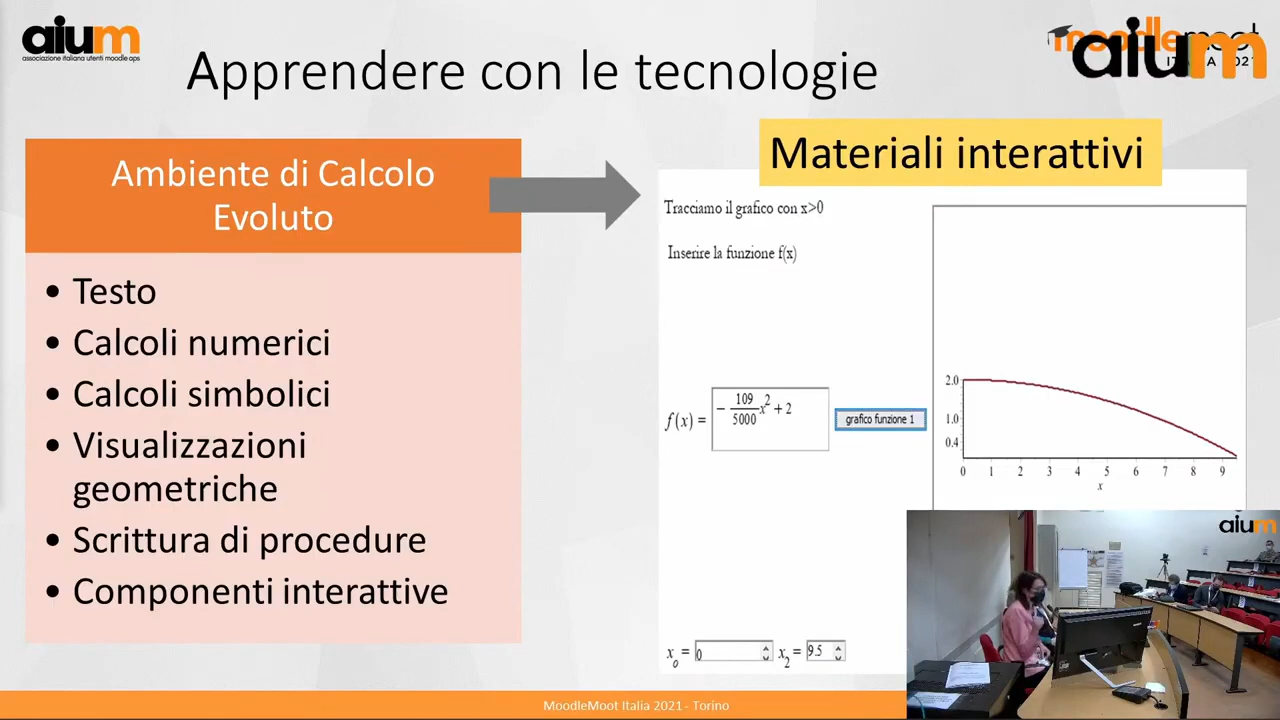 aium
associazione italiana utenti moodle aps
Apprendere con le tecnologie
moodlemoot
aium
Ambiente di Calcolo
Evoluto
• Testo
• Calcoli numerici
• Calcoli simbolici
• Visualizzazioni
geometriche
• Scrittura di procedure
• Componenti interattive
Materiali interattivi
Tracciamo il grafico con x>0
Inserire la funzione f(x)
f(x) = - 109/5000 x² + 2
grafico funzione 1
2.0
1.0
0.4
0 1 2 3 4 5 6 7 8 9
x
x₀ = 0 x₂ = 9.5
aium
MoodleMoot Italia 2021 - Torino